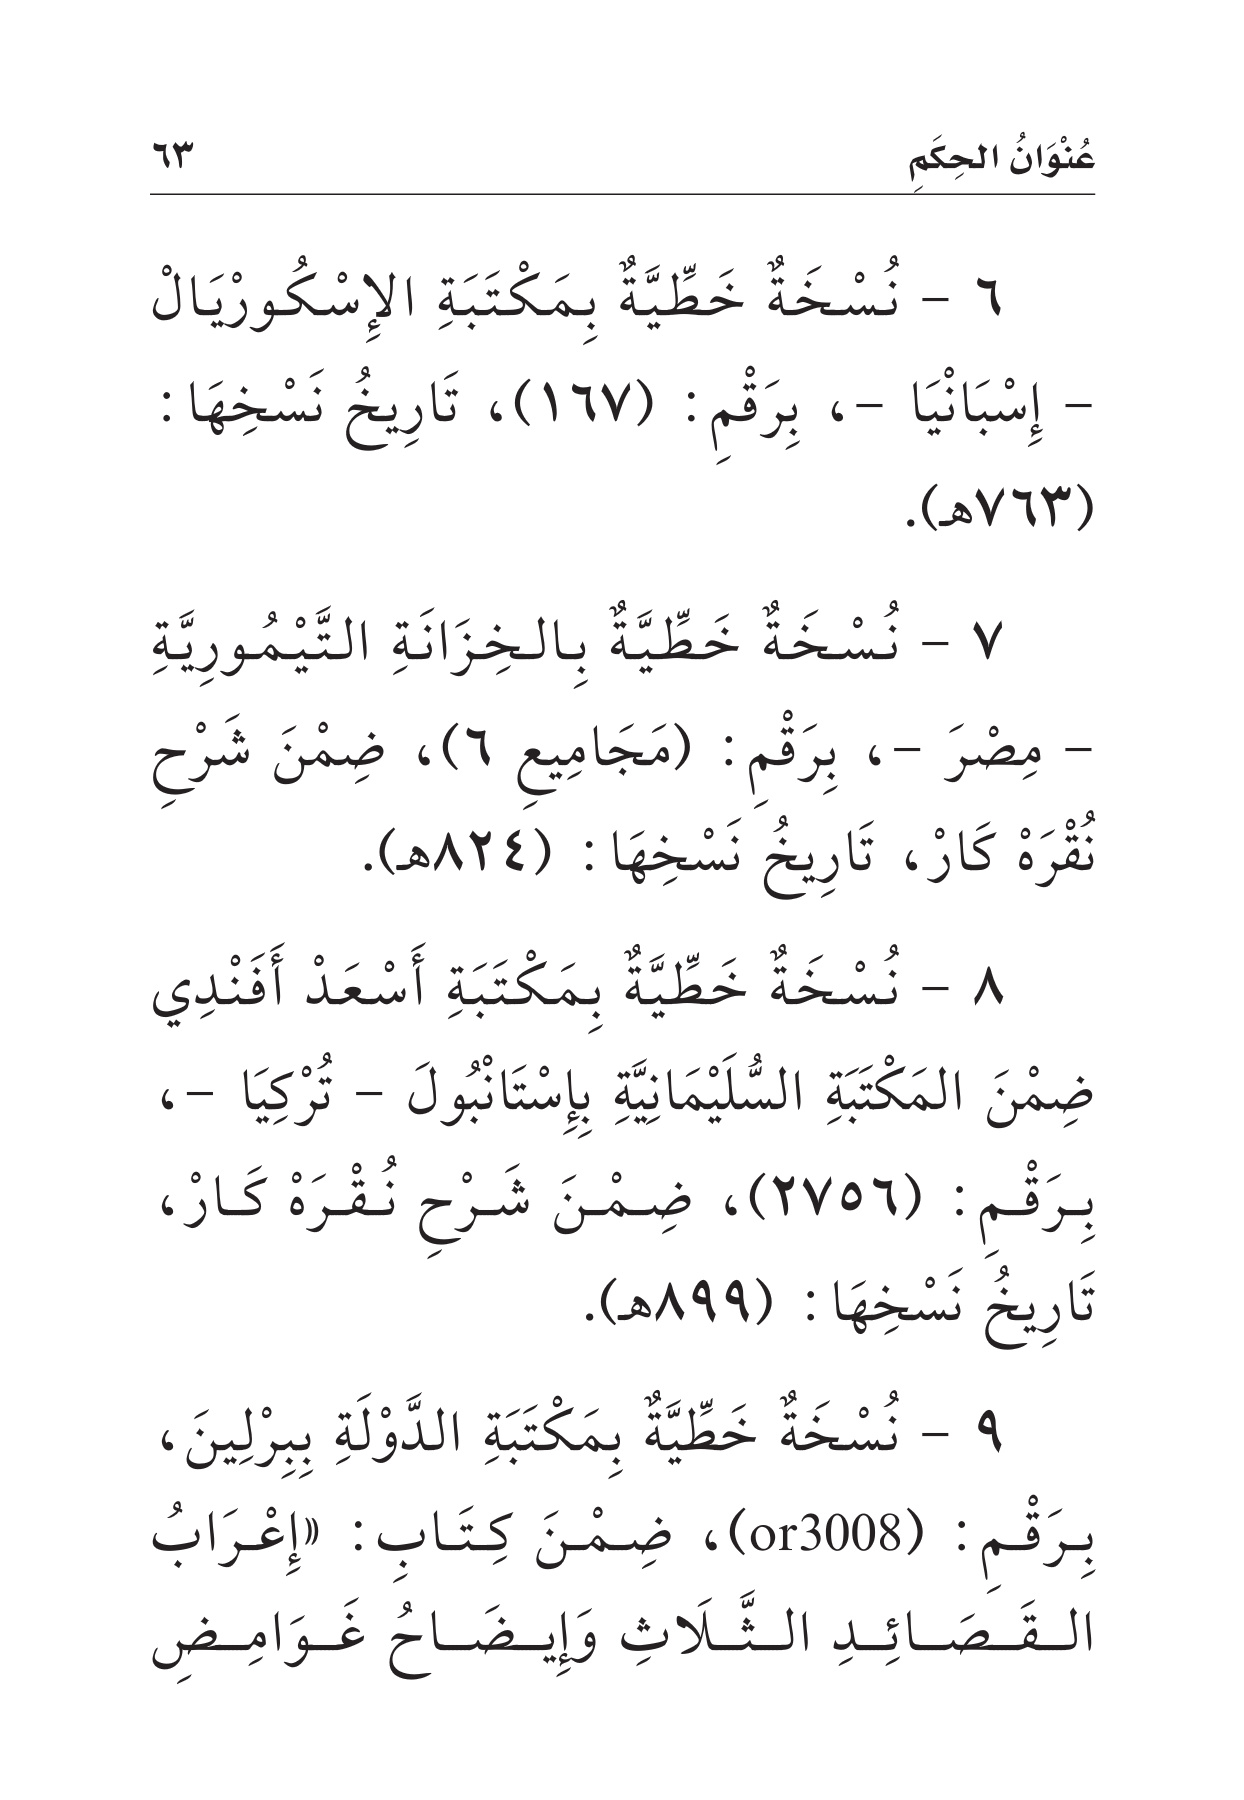 عُنْوَانُ الحِكَمِ ٦٣
٦ - نُسْخَةٌ خَطِّيَّةٌ بِمَكْتَبَةِ الإِسْكُورْيَالْ
- إِسْبَانْيَا -، بِرَقْمِ: (١٦٧)، تَارِيخُ نَسْخِهَا:
(٧٦٣هـ).
٧ - نُسْخَةٌ خَطِّيَّةٌ بِالخِزَانَةِ التَّيْمُورِيَّةِ
- مِصْرَ -، بِرَقْمِ: (مَجَامِيعِ ٦)، ضِمْنَ شَرْحِ
نُقْرَهْ كَارْ، تَارِيخُ نَسْخِهَا: (٨٢٤هـ).
٨ - نُسْخَةٌ خَطِّيَّةٌ بِمَكْتَبَةِ أَسْعَدْ أَفَنْدِي
ضِمْنَ المَكْتَبَةِ السُّلَيْمَانِيَّةِ بِإِسْتَانْبُولَ - تُرْكِيَا -،
بِرَقْمِ: (٢٧٥٦)، ضِمْنَ شَرْحِ نُقْرَهْ كَارْ،
تَارِيخُ نَسْخِهَا: (٨٩٩هـ).
٩ - نُسْخَةٌ خَطِّيَّةٌ بِمَكْتَبَةِ الدَّوْلَةِ بِبِرْلِينَ،
بِرَقْمِ: (or3008)، ضِمْنَ كِتَابِ: «إِعْرَابُ
القَصَائِدِ الثَّلَاثِ وَإِيضَاحُ غَوَامِضِ